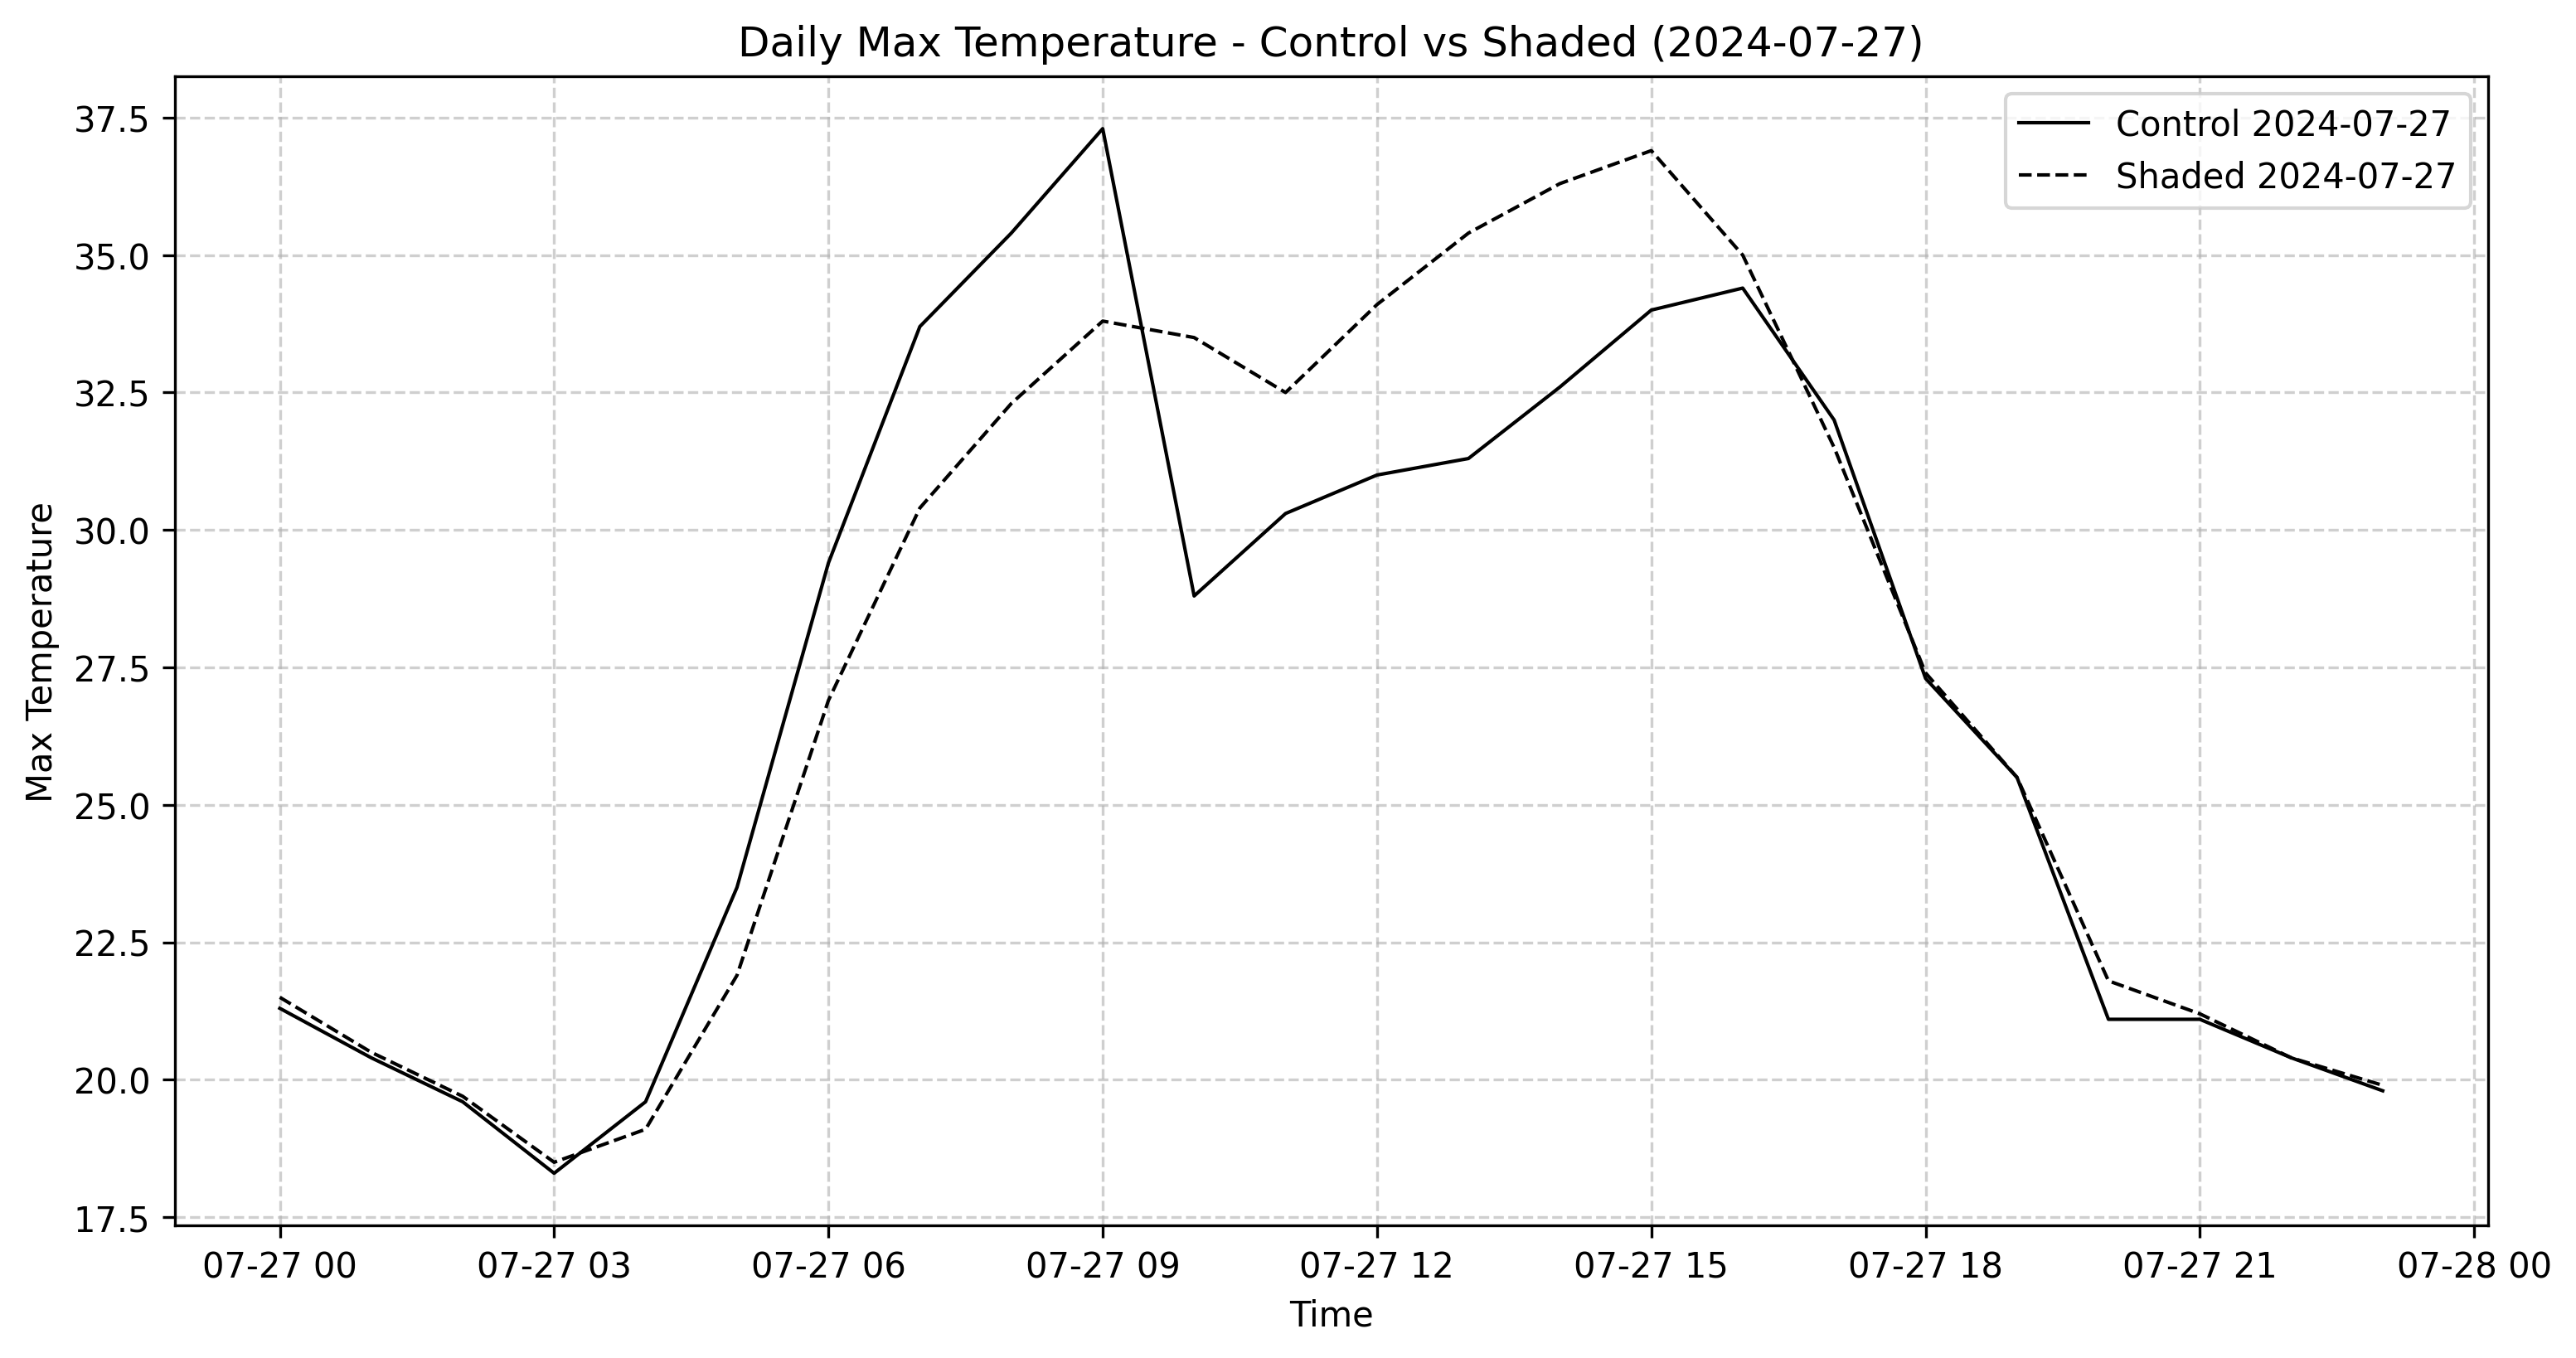 Daily Max Temperature - Control vs Shaded (2024-07-27)
Control 2024-07-27
Shaded 2024-07-27
Max Temperature
37.5
35.0
32.5
30.0
27.5
25.0
22.5
20.0
17.5
07-27 00 07-27 03 07-27 06 07-27 09 07-27 12 07-27 15 07-27 18 07-27 21 07-28 00
Time